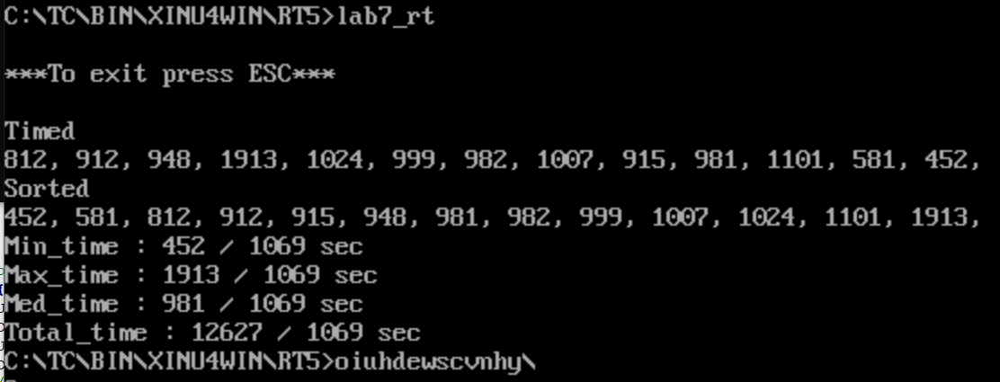 C:\TC\BIN\XINU4WIN\RT5>lab7_rt
***To exit press ESC***
Timed
812, 912, 948, 1913, 1024, 999, 982, 1007, 915, 981, 1101, 581, 452,
Sorted
452, 581, 812, 912, 915, 948, 981, 982, 999, 1007, 1024, 1101, 1913,
Min_time : 452 / 1069 sec
Max_time : 1913 / 1069 sec
Med_time : 981 / 1069 sec
Total_time : 12627 / 1069 sec
C:\TC\BIN\XINU4WIN\RT5>oiuhdewscvnhy\